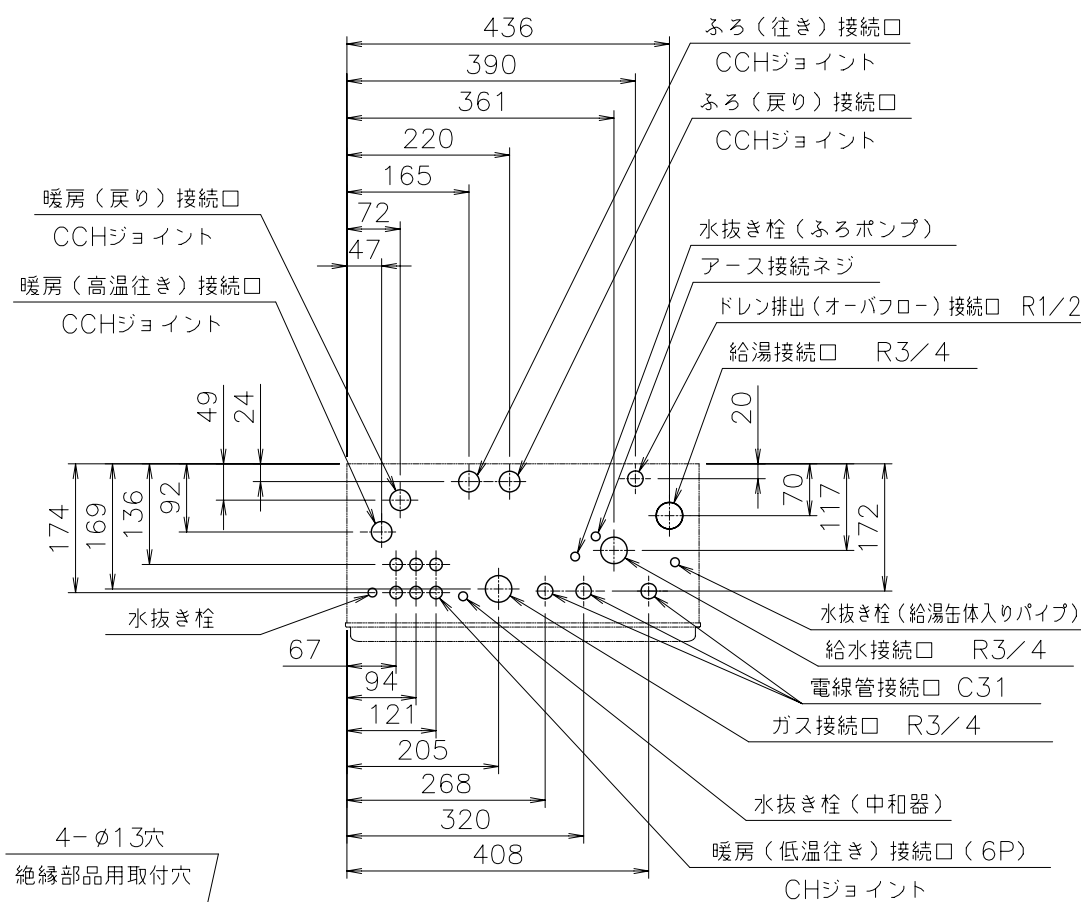 436
ふろ（往き）接続口
CCHジョイント
390
361
ふろ（戻り）接続口
CCHジョイント
220
165
暖房（戻り）接続口
CCHジョイント
72
47
水抜き栓（ふろポンプ）
アース接続ネジ
暖房（高温往き）接続口
CCHジョイント
ドレン排出（オーバフロー）接続口 R1/2
給湯接続口 R3/4
49
24
20
174
169
136
92
70
117
172
水抜き栓
水抜き栓（給湯缶体入りパイプ）
67
給水接続口 R3/4
94
電線管接続口 C31
121
ガス接続口 R3/4
205
268
水抜き栓（中和器）
320
4-φ13穴
絶縁部品用取付穴
408
暖房（低温往き）接続口（6P）
CHジョイント